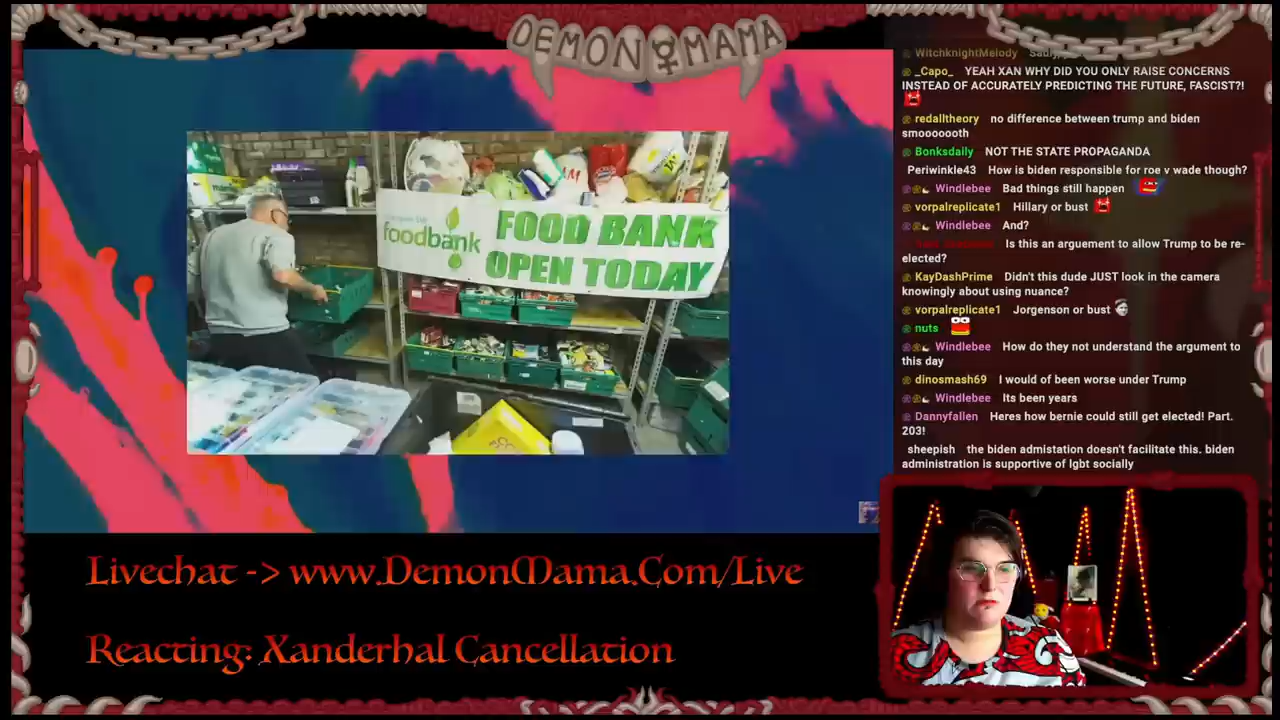 DEMON MAMA
foodbank
FOOD BANK
OPEN TODAY
WitchknightMelody
_Capo_ YEAH XAN WHY DID YOU ONLY RAISE CONCERNS
INSTEAD OF ACCURATELY PREDICTING THE FUTURE, FASCIST?!
redalltheory no difference between trump and biden
smooooooth
Bonksdaily NOT THE STATE PROPAGANDA
Periwinkle43 How is biden responsible for roe v wade though?
Windlebee Bad things still happen
vorpalreplicate1 Hillary or bust
Windlebee And?
Is this an arguement to allow Trump to be re-
elected?
KayDashPrime Didn't this dude JUST look in the camera
knowingly about using nuance?
vorpalreplicate1 Jorgenson or bust
nuts
Windlebee How do they not understand the argument to
this day
dinosmash69 I would of been worse under Trump
Windlebee Its been years
Dannyfallen Heres how bernie could still get elected! Part.
203!
sheepish the biden admistation doesn't facilitate this. biden
administration is supportive of lgbt socially
Livechat -> www.DemonMama.Com/Live
Reacting: Xanderhal Cancellation